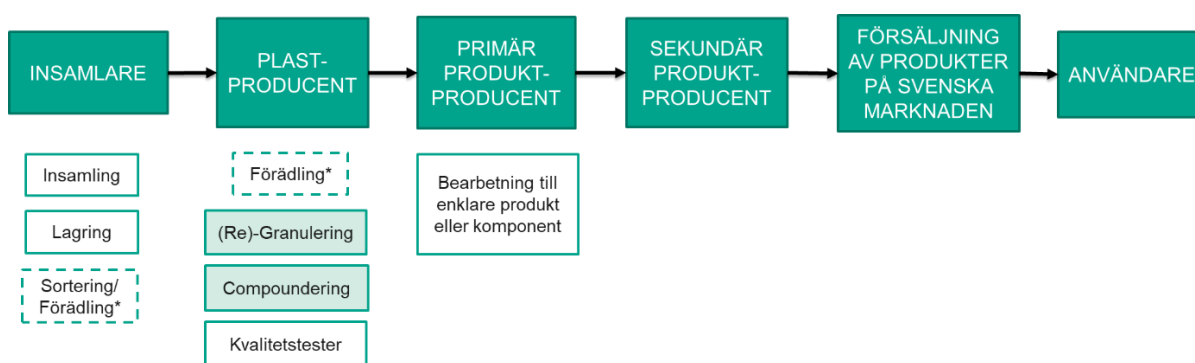 INSAMLARE
PLAST-
PRODUCENT
PRIMÄR
PRODUKT-
PRODUCENT
SEKUNDÄR
PRODUKT-
PRODUCENT
FÖRSÄLJNING
AV PRODUKTER
PÅ SVENSKA
MARKNADEN
ANVÄNDARE
Insamling
Lagring
Sortering/
Förädling*
Förädling*
(Re)-Granulering
Compoundering
Kvalitetstester
Bearbetning till
enklare produkt
eller komponent